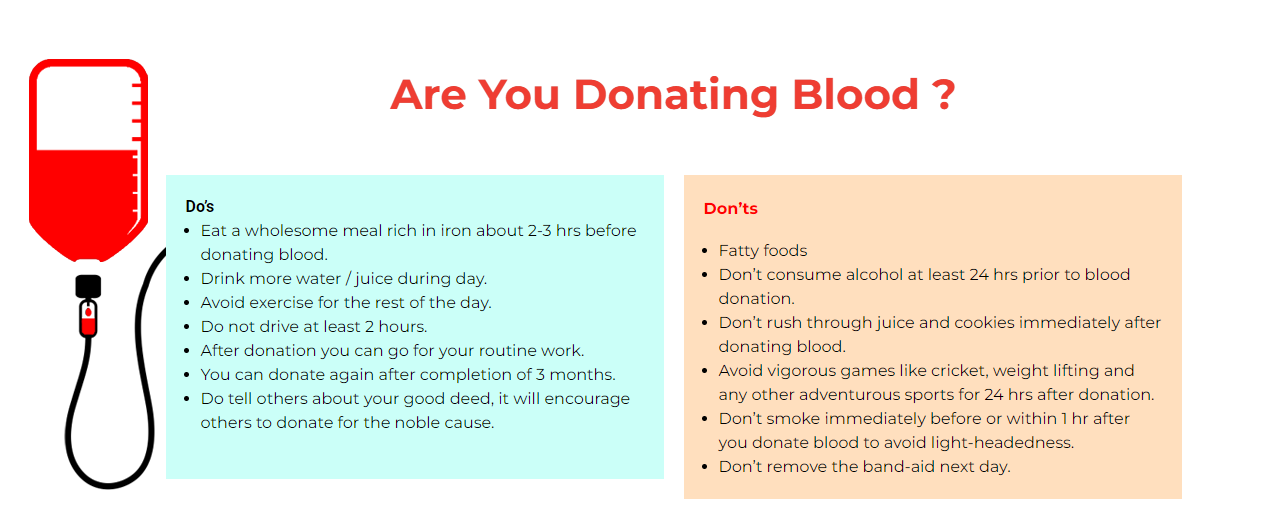 Are You Donating Blood ?
Do's
• Eat a wholesome meal rich in iron about 2-3 hrs before
donating blood.
• Drink more water / juice during day.
• Avoid exercise for the rest of the day.
• Do not drive at least 2 hours.
• After donation you can go for your routine work.
• You can donate again after completion of 3 months.
• Do tell others about your good deed, it will encourage
others to donate for the noble cause.
Don'ts
• Fatty foods
• Don't consume alcohol at least 24 hrs prior to blood
donation.
• Don't rush through juice and cookies immediately after
donating blood.
• Avoid vigorous games like cricket, weight lifting and
any other adventurous sports for 24 hrs after donation.
• Don't smoke immediately before or within 1 hr after
you donate blood to avoid light-headedness.
• Don't remove the band-aid next day.